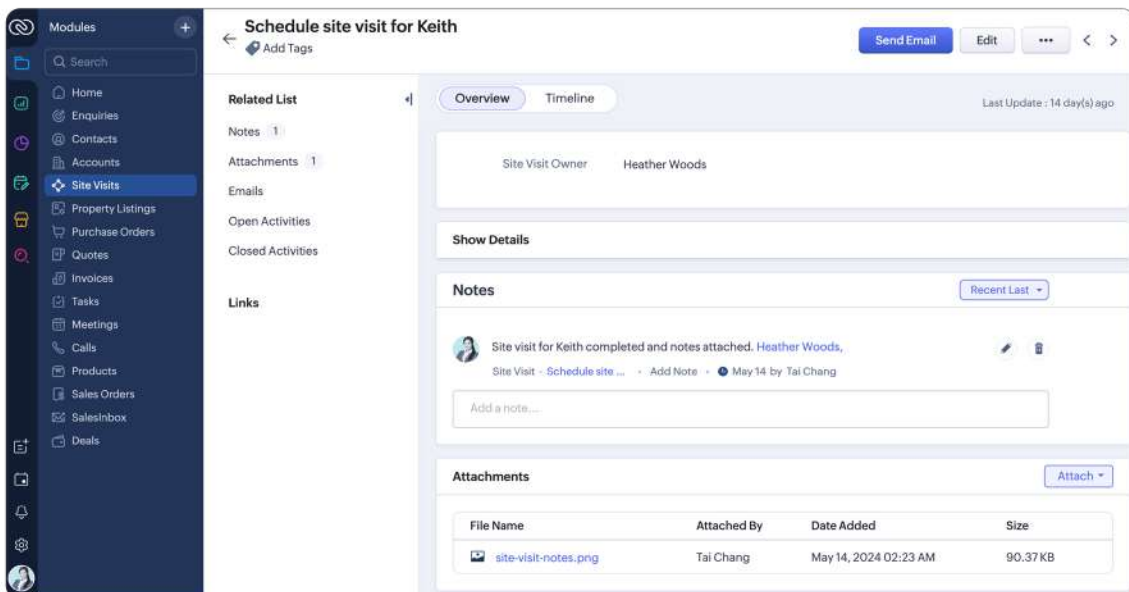 Modules
+
Search
Home
Enquiries
Contacts
Accounts
Site Visits
Property Listings
Purchase Orders
Quotes
Invoices
Tasks
Meetings
Calls
Products
Sales Orders
SalesInbox
Deals
Schedule site visit for Keith
Add Tags
Send Email
Edit
•••
Related List
Notes 1
Attachments 1
Emails
Open Activities
Closed Activities
Links
Overview
Timeline
Last Update : 14 day(s) ago
Site Visit Owner Heather Woods
Show Details
Notes
Recent Last
Site visit for Keith completed and notes attached. Heather Woods,
Site Visit - Schedule site ... • Add Note • May 14 by Tai Chang
Add a note....
Attachments
Attach
File Name Attached By Date Added Size
site-visit-notes.png Tai Chang May 14, 2024 02:23 AM 90.37 KB